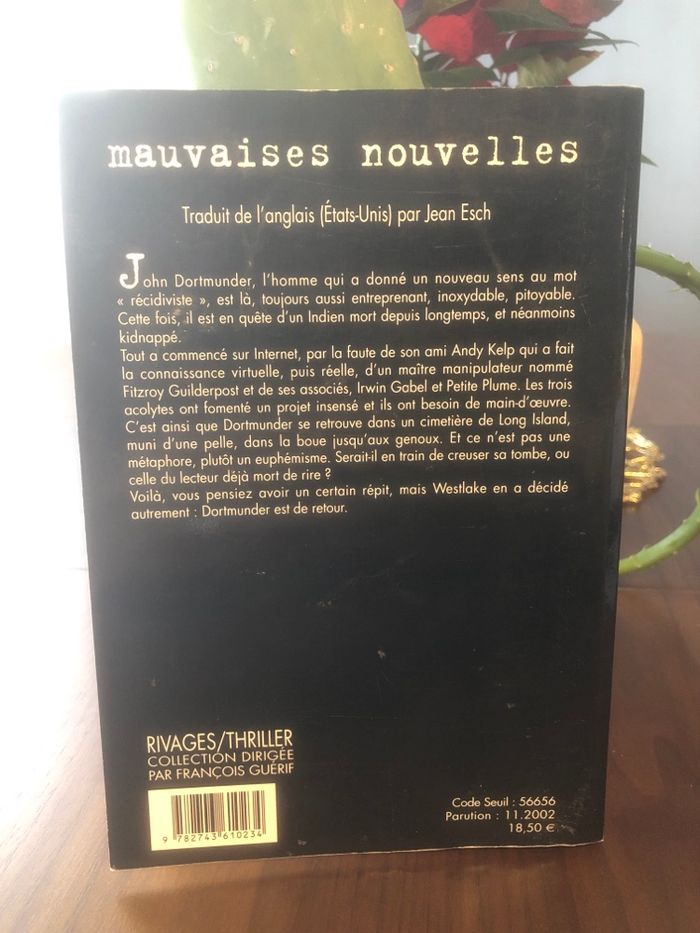 mauvaises nouvelles
Traduit de l'anglais (États-Unis) par Jean Esch
John Dortmunder, l'homme qui a donné un nouveau sens au mot
« récidiviste », est là, toujours aussi entreprenant, inoxydable, pitoyable.
Cette fois, il est en quête d'un Indien mort depuis longtemps, et néanmoins
kidnappé.
Tout a commencé sur Internet, par la faute de son ami Andy Kelp qui a fait
la connaissance virtuelle, puis réelle, d'un maître manipulateur nommé
Fitzroy Guilderpost et de ses associés, Irwin Gabel et Petite Plume. Les trois
acolytes ont fomenté un projet insensé et ils ont besoin de main-d'œuvre.
C'est ainsi que Dortmunder se retrouve dans un cimetière de Long Island,
muni d'une pelle, dans la boue jusqu'aux genoux. Et ce n'est pas une
métaphore, plutôt un euphémisme. Serait-il en train de creuser sa tombe, ou
celle du lecteur déjà mort de rire ?
Voilà, vous pensiez avoir un certain répit, mais Westlake en a décidé
autrement : Dortmunder est de retour.
RIVAGES/THRILLER
COLLECTION DIRIGÉE
PAR FRANÇOIS GUÉRIF
9 782743 610234
Code Seuil : 56656
Parution : 11.2002
18,50 €